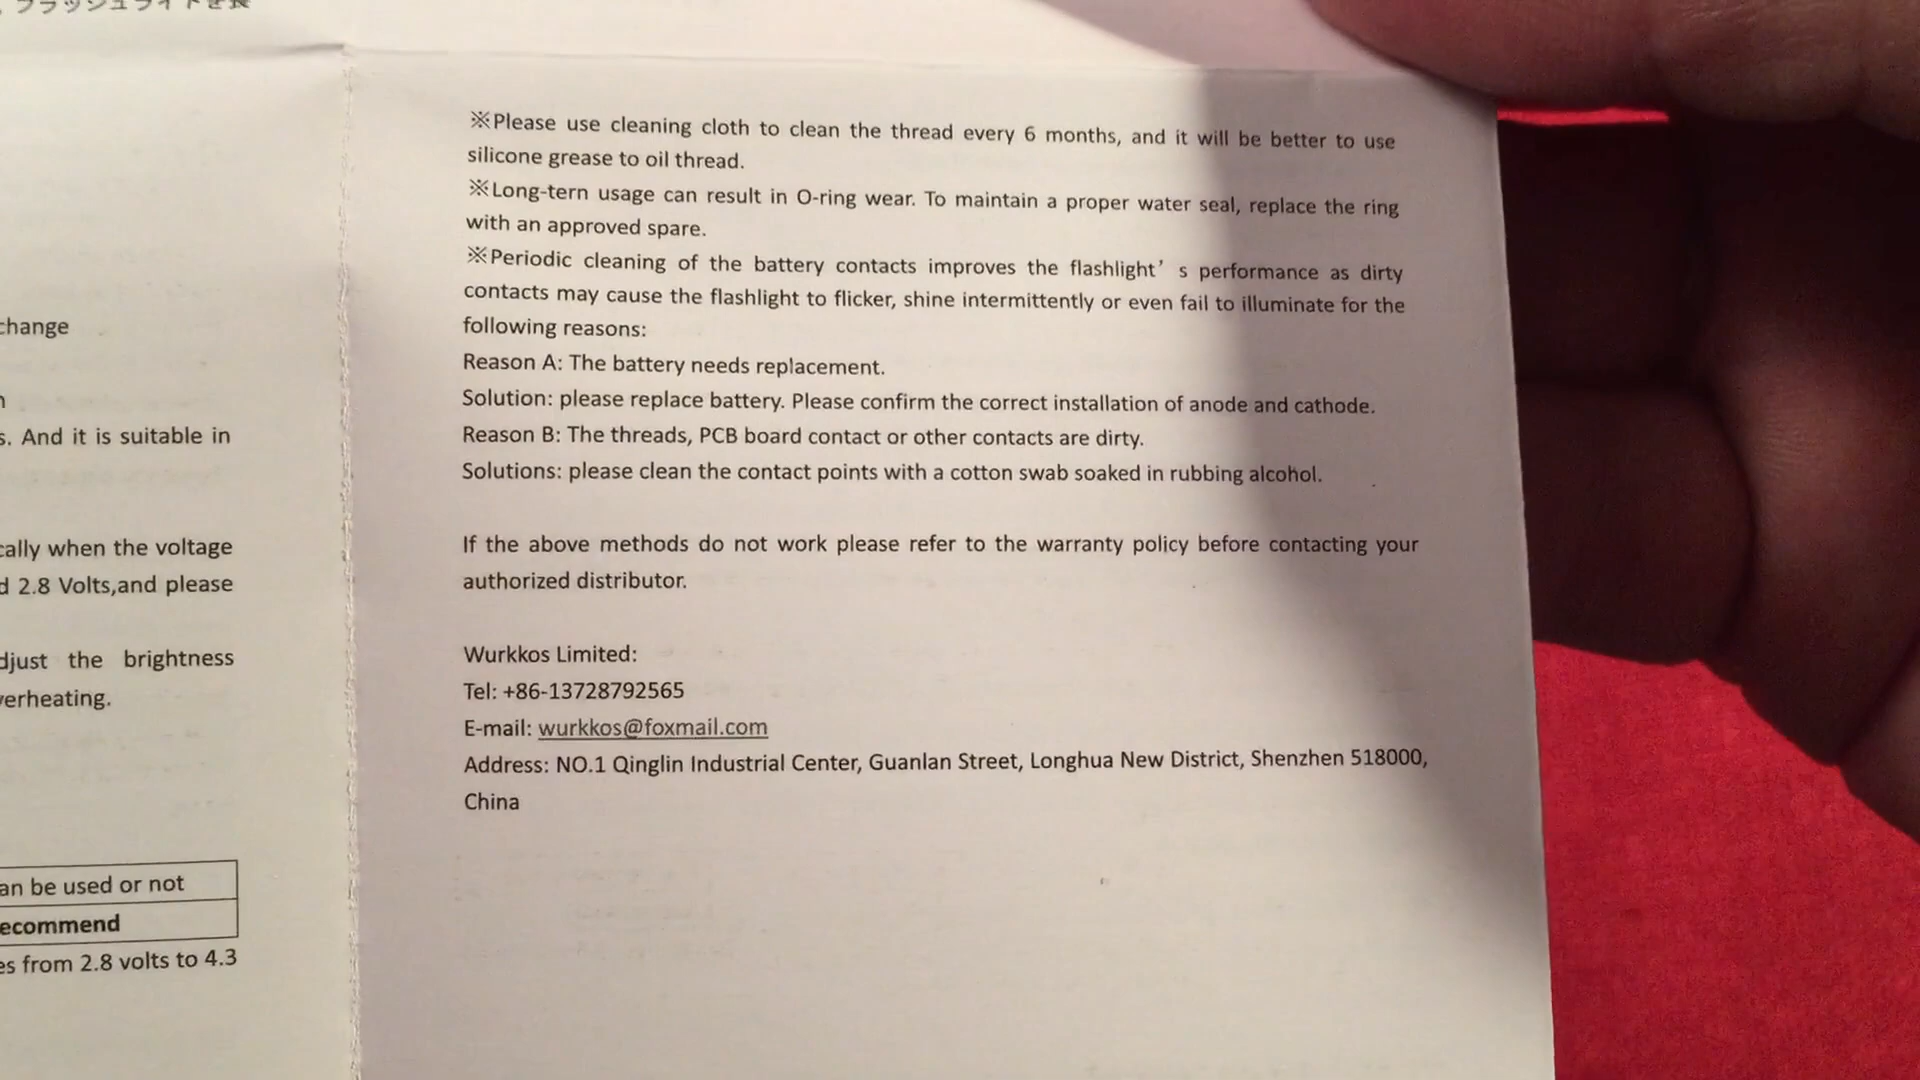 フラッシュライトを長
change
s. And it is suitable in
cally when the voltage
d 2.8 Volts,and please
djust the brightness
verheating.
an be used or not
ecommend
es from 2.8 volts to 4.3
※Please use cleaning cloth to clean the thread every 6 months, and it will be better to use
silicone grease to oil thread.
※Long-tern usage can result in O-ring wear. To maintain a proper water seal, replace the ring
with an approved spare.
※Periodic cleaning of the battery contacts improves the flashlight’ s performance as dirty
contacts may cause the flashlight to flicker, shine intermittently or even fail to illuminate for the
following reasons:
Reason A: The battery needs replacement.
Solution: please replace battery. Please confirm the correct installation of anode and cathode.
Reason B: The threads, PCB board contact or other contacts are dirty.
Solutions: please clean the contact points with a cotton swab soaked in rubbing alcohol.
If the above methods do not work please refer to the warranty policy before contacting your
authorized distributor.
Wurkkos Limited:
Tel: +86-13728792565
E-mail: wurkkos@foxmail.com
Address: NO.1 Qinglin Industrial Center, Guanlan Street, Longhua New District, Shenzhen 518000,
China